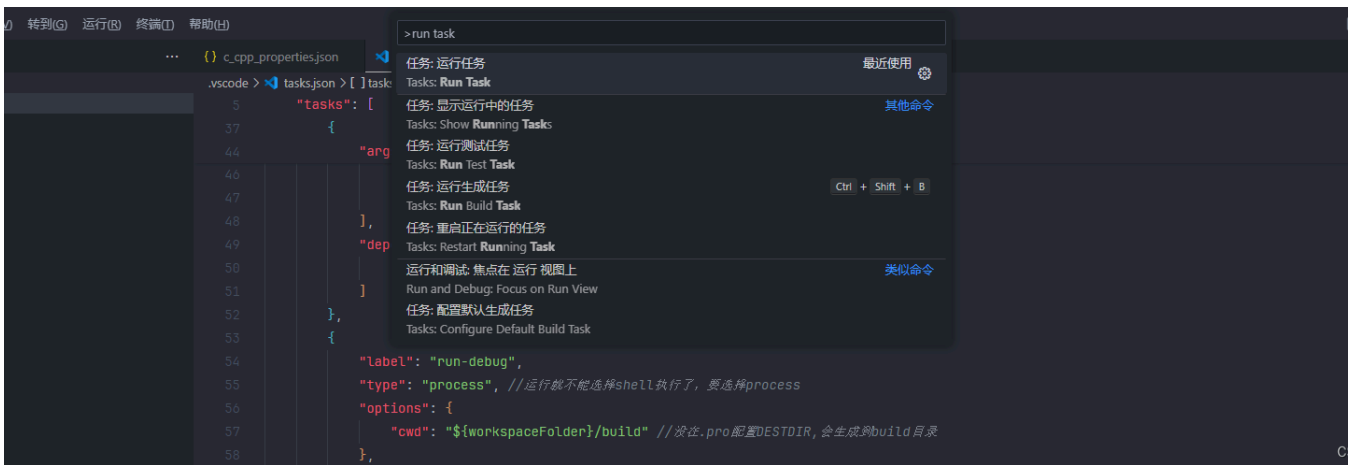 转到(G) 运行(R) 终端(T) 帮助(H)
>run task
··· {} c_cpp_properties.json
任务: 运行任务 最近使用
.vscode > tasks.json > [ ] task
Tasks: Run Task
5 "tasks": [
任务: 显示运行中的任务 其他命令
37 {
Tasks: Show Running Tasks
44 "arg
任务: 运行测试任务
Tasks: Run Test Task
46
任务: 运行生成任务 Ctrl + Shift + B
47
Tasks: Run Build Task
48 ],
任务: 重启正在运行的任务
49 "dep
Tasks: Restart Running Task
50
运行和调试: 焦点在 运行 视图上 类似命令
51 ]
Run and Debug: Focus on Run View
52 },
任务: 配置默认生成任务
Tasks: Configure Default Build Task
53 {
54 "label": "run-debug",
55 "type": "process", //运行就不能选择shell执行了，要选择process
56 "options": {
57 "cwd": "${workspaceFolder}/build" //没在.pro配置DESTDIR,会生成到build目录
58 },